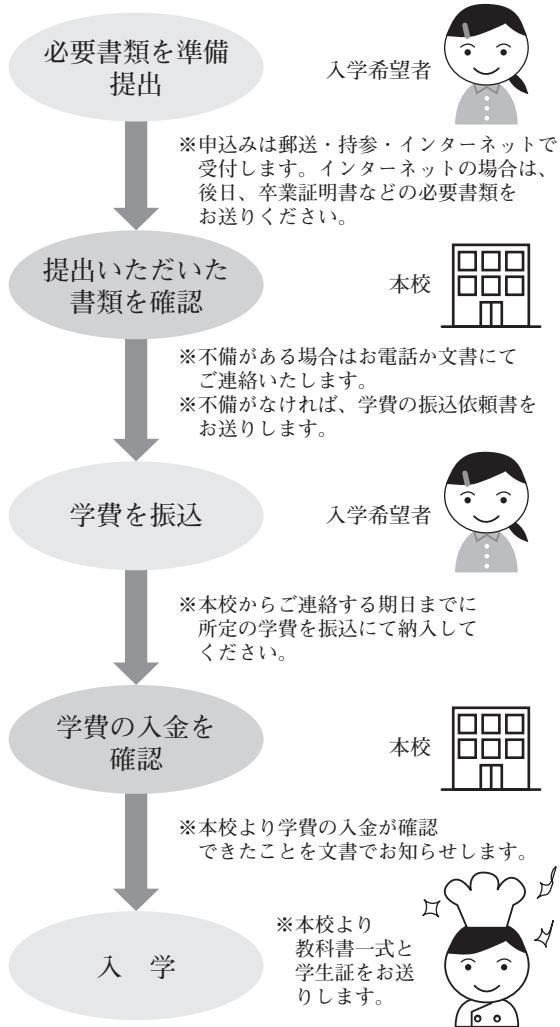 必要書類を準備
提出
入学希望者
※申込みは郵送・持参・インターネットで
受付します。インターネットの場合は、
後日、卒業証明書などの必要書類を
お送りください。
提出いただいた
書類を確認
本校
※不備がある場合はお電話か文書にて
ご連絡いたします。
※不備がなければ、学費の振込依頼書を
お送りします。
学費を振込
入学希望者
※本校からご連絡する期日までに
所定の学費を振込にて納入して
ください。
学費の入金を
確認
本校
※本校より学費の入金が確認
できたことを文書でお知らせします。
入　学
※本校より
教科書一式と
学生証をお送
りします。